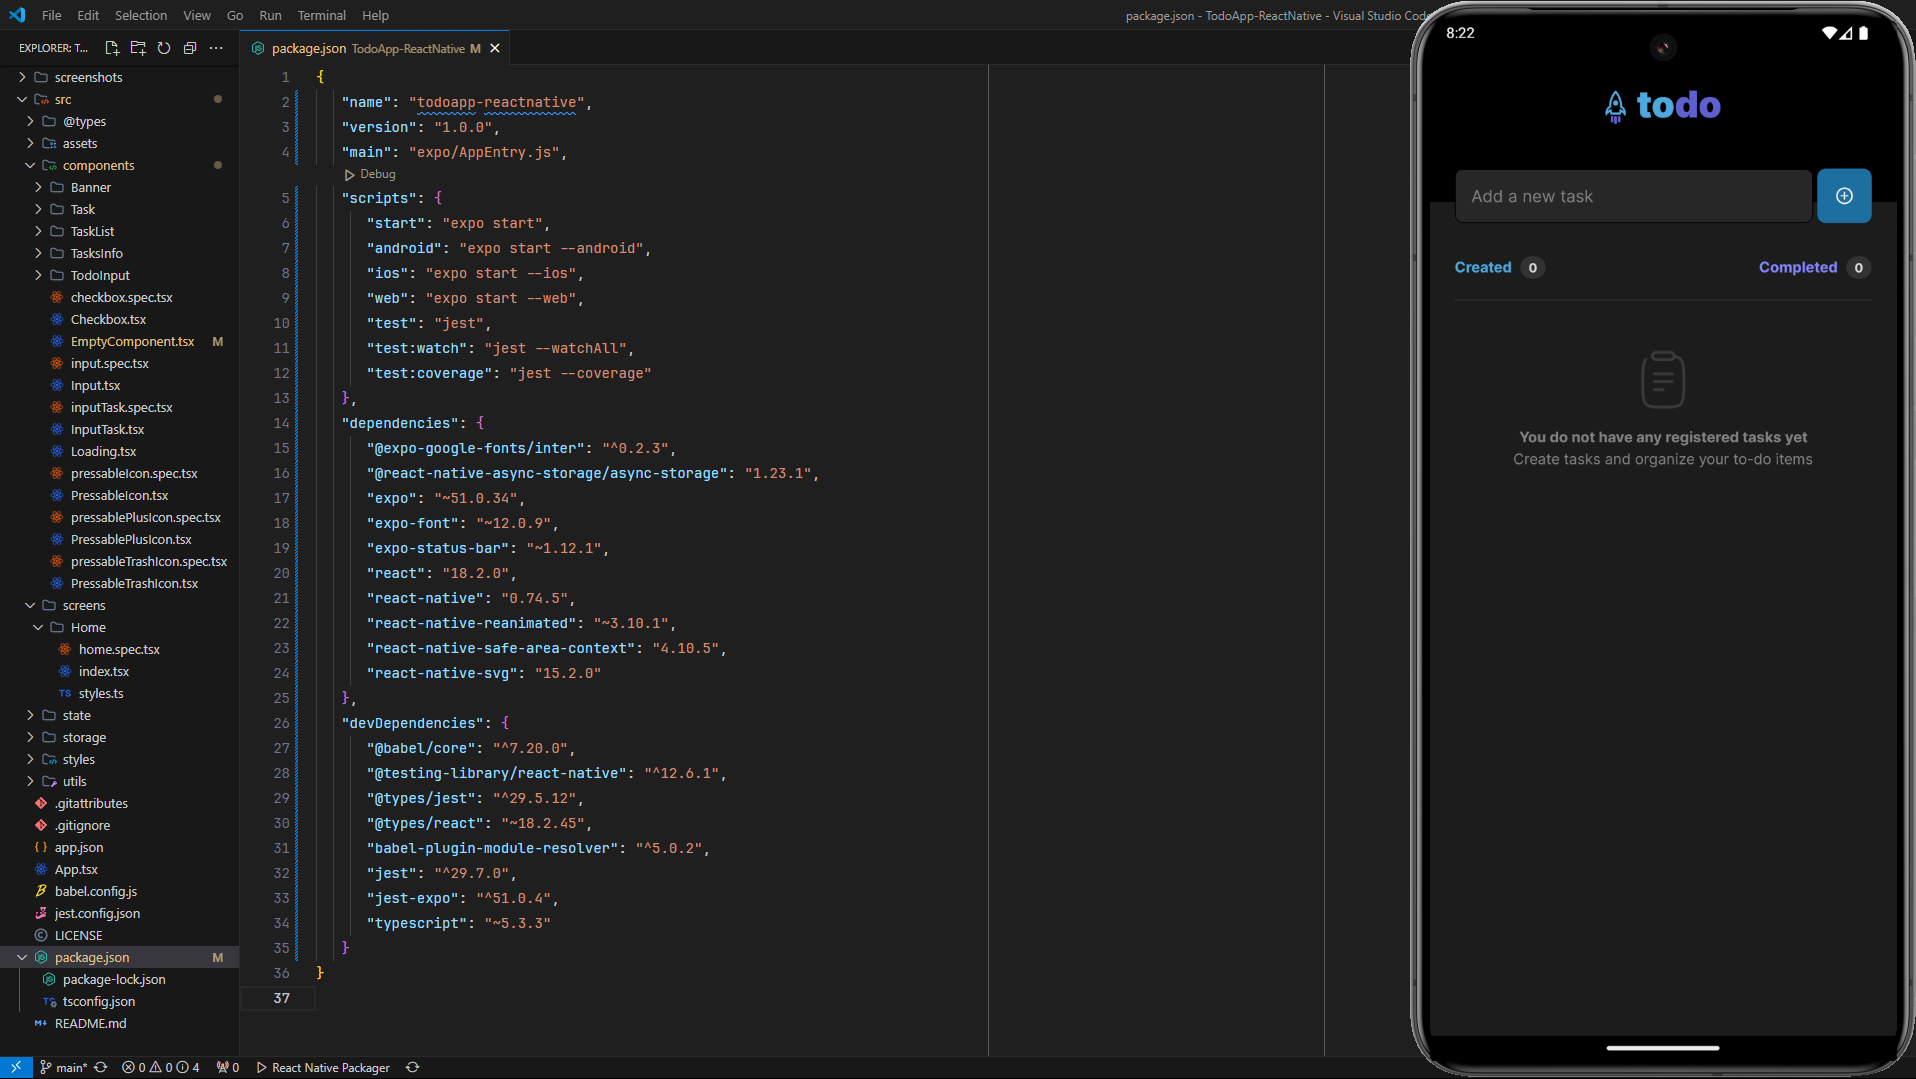 File Edit Selection View Go Run Terminal Help
package.json - TodoApp-ReactNative - Visual Studio Code
EXPLORER: T...
screenshots
src
@types
assets
components
Banner
Task
TaskList
TasksInfo
TodoInput
checkbox.spec.tsx
Checkbox.tsx
EmptyComponent.tsx M
input.spec.tsx
Input.tsx
inputTask.spec.tsx
InputTask.tsx
Loading.tsx
pressableIcon.spec.tsx
PressableIcon.tsx
pressablePlusIcon.spec.tsx
PressablePlusIcon.tsx
pressableTrashIcon.spec.tsx
PressableTrashIcon.tsx
screens
Home
home.spec.tsx
index.tsx
TS styles.ts
state
storage
styles
utils
.gitattributes
.gitignore
{ } app.json
App.tsx
babel.config.js
jest.config.json
LICENSE
package.json M
package-lock.json
tsconfig.json
README.md
package.json TodoApp-ReactNative M
1 {
2 "name": "todoapp-reactnative",
3 "version": "1.0.0",
4 "main": "expo/AppEntry.js",
Debug
5 "scripts": {
6 "start": "expo start",
7 "android": "expo start --android",
8 "ios": "expo start --ios",
9 "web": "expo start --web",
10 "test": "jest",
11 "test:watch": "jest --watchAll",
12 "test:coverage": "jest --coverage"
13 },
14 "dependencies": {
15 "@expo-google-fonts/inter": "^0.2.3",
16 "@react-native-async-storage/async-storage": "1.23.1",
17 "expo": "~51.0.34",
18 "expo-font": "~12.0.9",
19 "expo-status-bar": "~1.12.1",
20 "react": "18.2.0",
21 "react-native": "0.74.5",
22 "react-native-reanimated": "~3.10.1",
23 "react-native-safe-area-context": "4.10.5",
24 "react-native-svg": "15.2.0"
25 },
26 "devDependencies": {
27 "@babel/core": "^7.20.0",
28 "@testing-library/react-native": "^12.6.1",
29 "@types/jest": "^29.5.12",
30 "@types/react": "~18.2.45",
31 "babel-plugin-module-resolver": "^5.0.2",
32 "jest": "^29.7.0",
33 "jest-expo": "^51.0.4",
34 "typescript": "~5.3.3"
35 }
36 }
37
8:22
todo
Add a new task
Created 0
Completed 0
You do not have any registered tasks yet
Create tasks and organize your to-do items
main* 0 0 4 0 React Native Packager